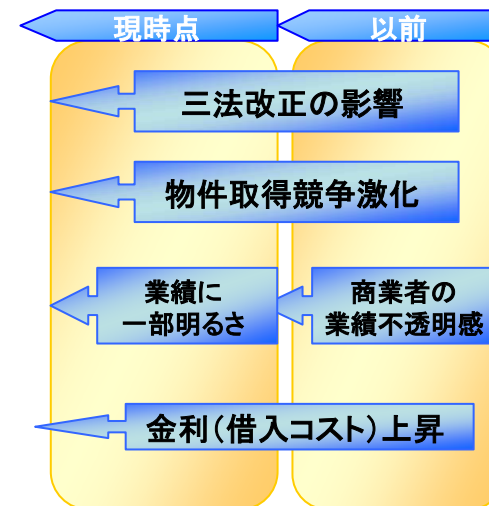 現時点
以前
三法改正の影響
物件取得競争激化
業績に
一部明るさ
商業者の
業績不透明感
金利（借入コスト）上昇